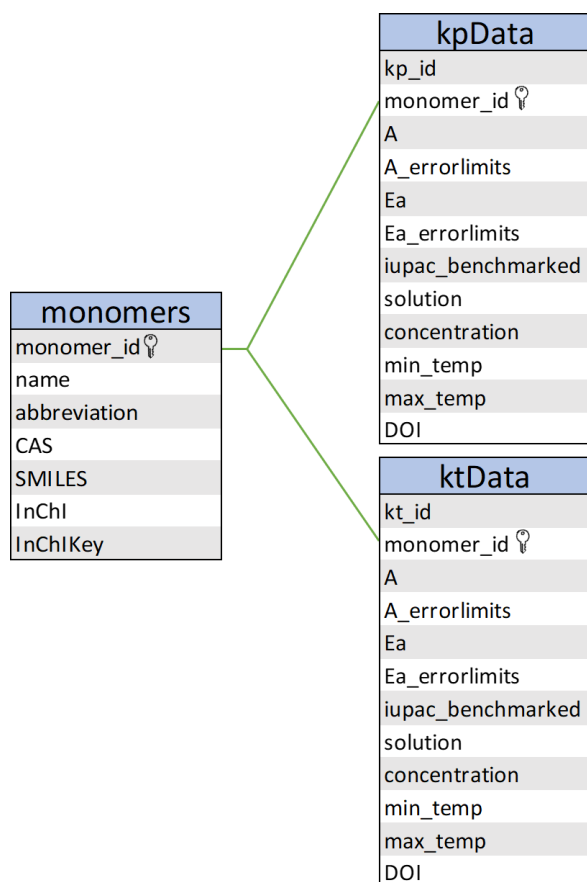 kpData
kp_id
monomer_id
A
A_errorlimits
Ea
Ea_errorlimits
iupac_benchmarked
solution
concentration
min_temp
max_temp
DOI
monomers
monomer_id
name
abbreviation
CAS
SMILES
InChI
InChIKey
ktData
kt_id
monomer_id
A
A_errorlimits
Ea
Ea_errorlimits
iupac_benchmarked
solution
concentration
min_temp
max_temp
DOI